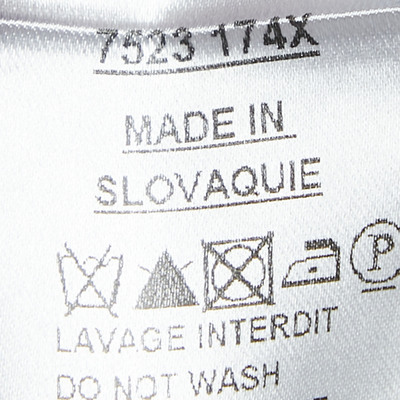 7523 174X
MADE IN
SLOVAQUIE
P
LAVAGE INTERDIT
DO NOT WASH